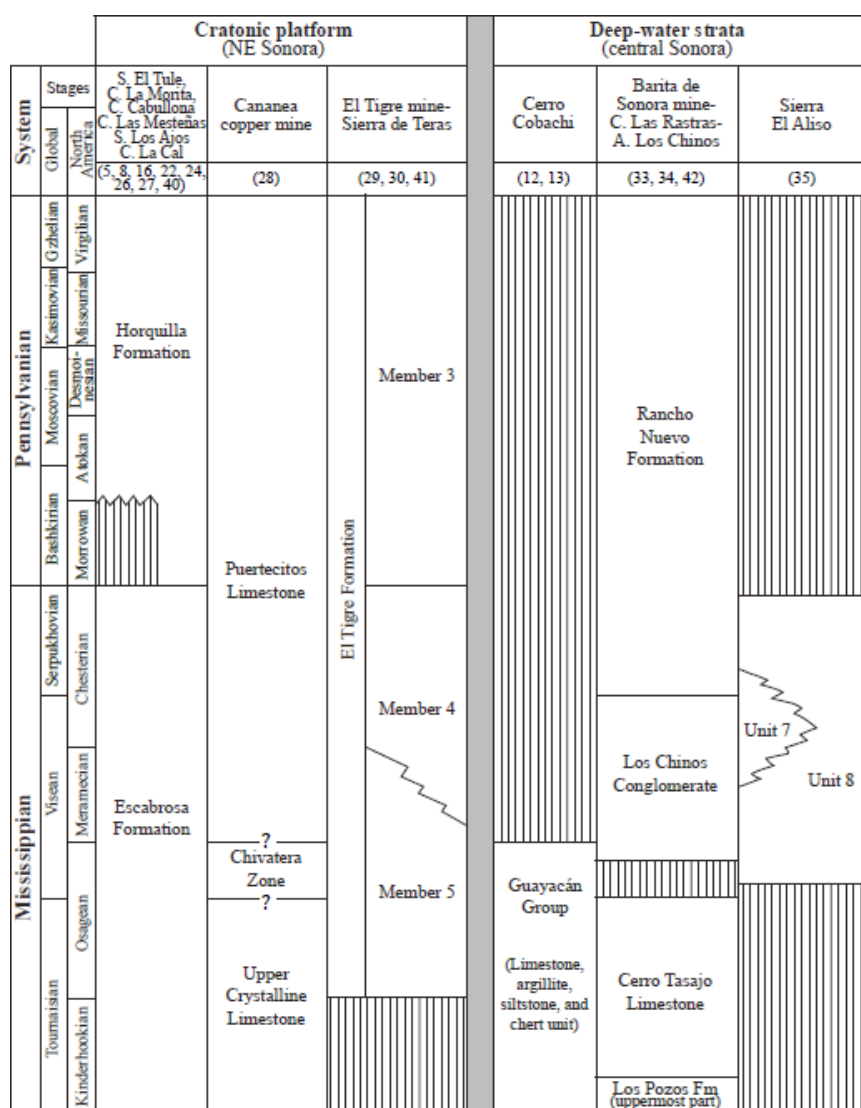 Cratonic platform
(NE Sonora)
Deep-water strata
(central Sonora)
System
Stages
Global
North
America
S. El Tule,
C. La Morita,
C. Cabullona
C. Las Mesteñas
S. Los Ajos
C. La Cal
Cananea
copper mine
El Tigre mine-
Sierra de Teras
Cerro
Cobachi
Barita de
Sonora mine-
C. Las Rastras-
A. Los Chinos
Sierra
El Aliso
(5, 8, 16, 22, 24,
26, 27, 40)
(28)
(29, 30, 41)
(12, 13)
(33, 34, 42)
(35)
Pennsylvanian
Gzhelian
Kasimovian
Moscovian
Bashkirian
Virgilian
Missourian
Desmoi-
nesian
Atokan
Morrowan
Mississippian
Serpukhovian
Visean
Tournaisian
Chesterian
Meramecian
Osagean
Kinderhookian
Horquilla
Formation
Escabrosa
Formation
Puertecitos
Limestone
?
Chivatera
Zone
?
Upper
Crystalline
Limestone
El Tigre Formation
Member 3
Member 4
Member 5
Guayacán
Group
(Limestone,
argillite,
siltstone, and
chert unit)
Rancho
Nuevo
Formation
Los Chinos
Conglomerate
Cerro Tasajo
Limestone
Los Pozos Fm
(uppermost part)
Unit 7
Unit 8